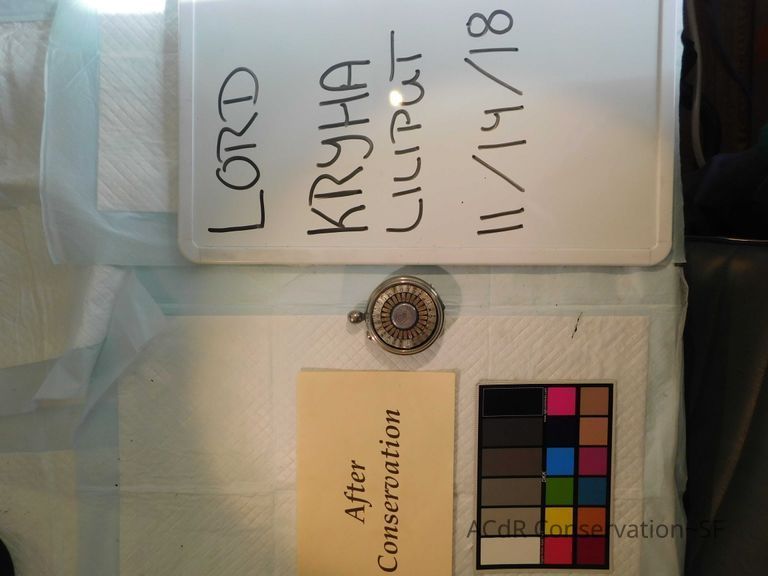 LORD
KRYHA
LILIPUT
11/14/18
After
Conservation
ACdR Conservation-SF